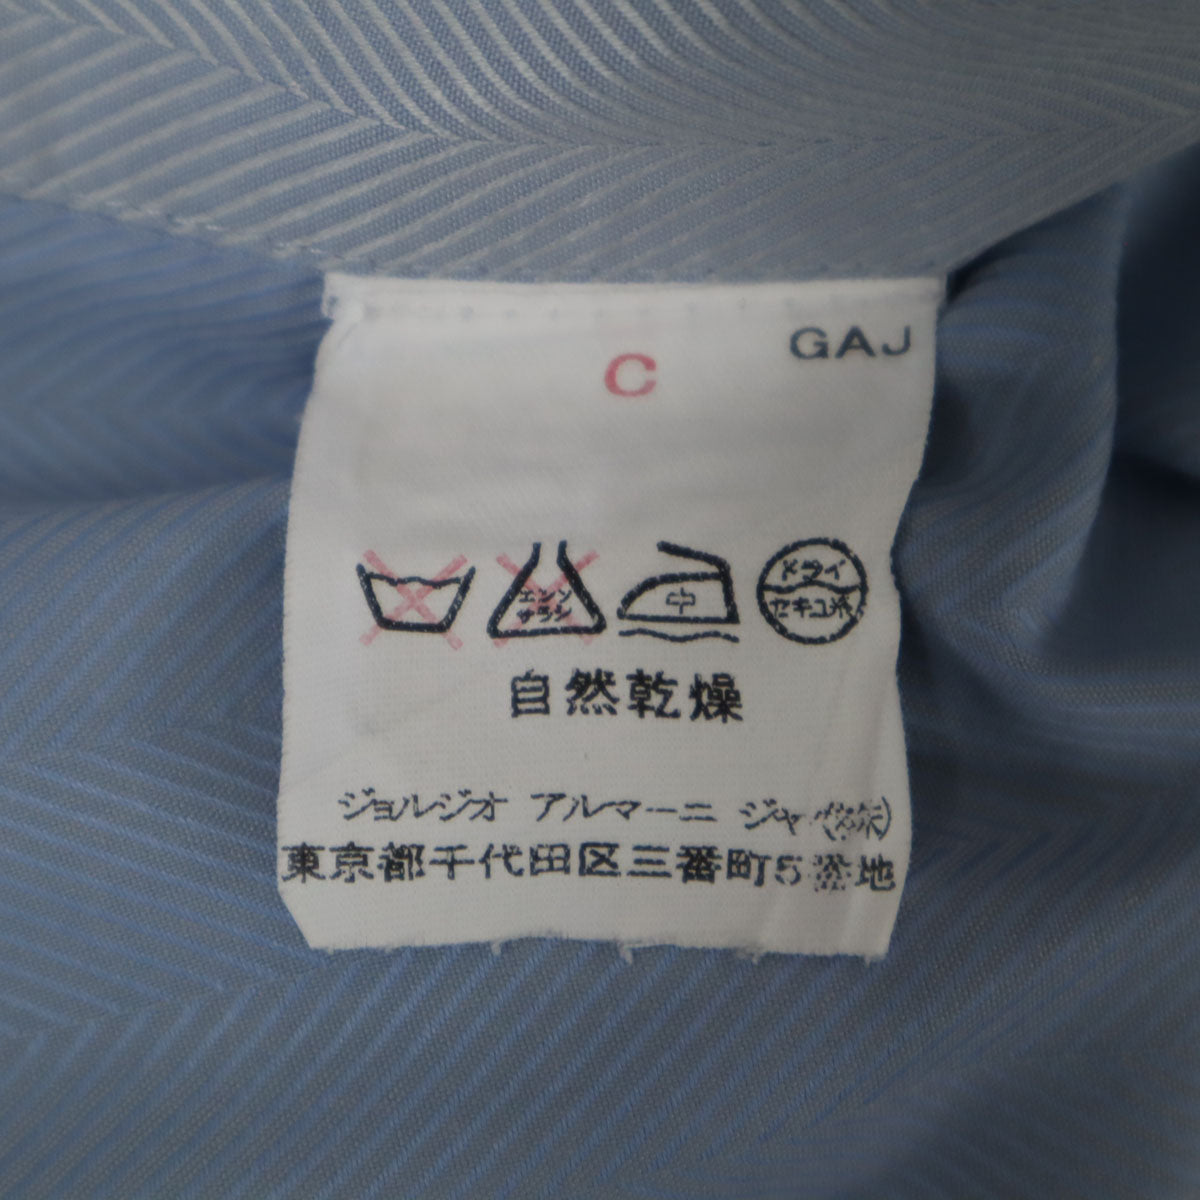 GAJ
C
エンソ サラシ
中
ドライ
セキユ系
自然乾燥
ジョルジオ アルマーニ ジャパン(株)
東京都千代田区三番町5番地